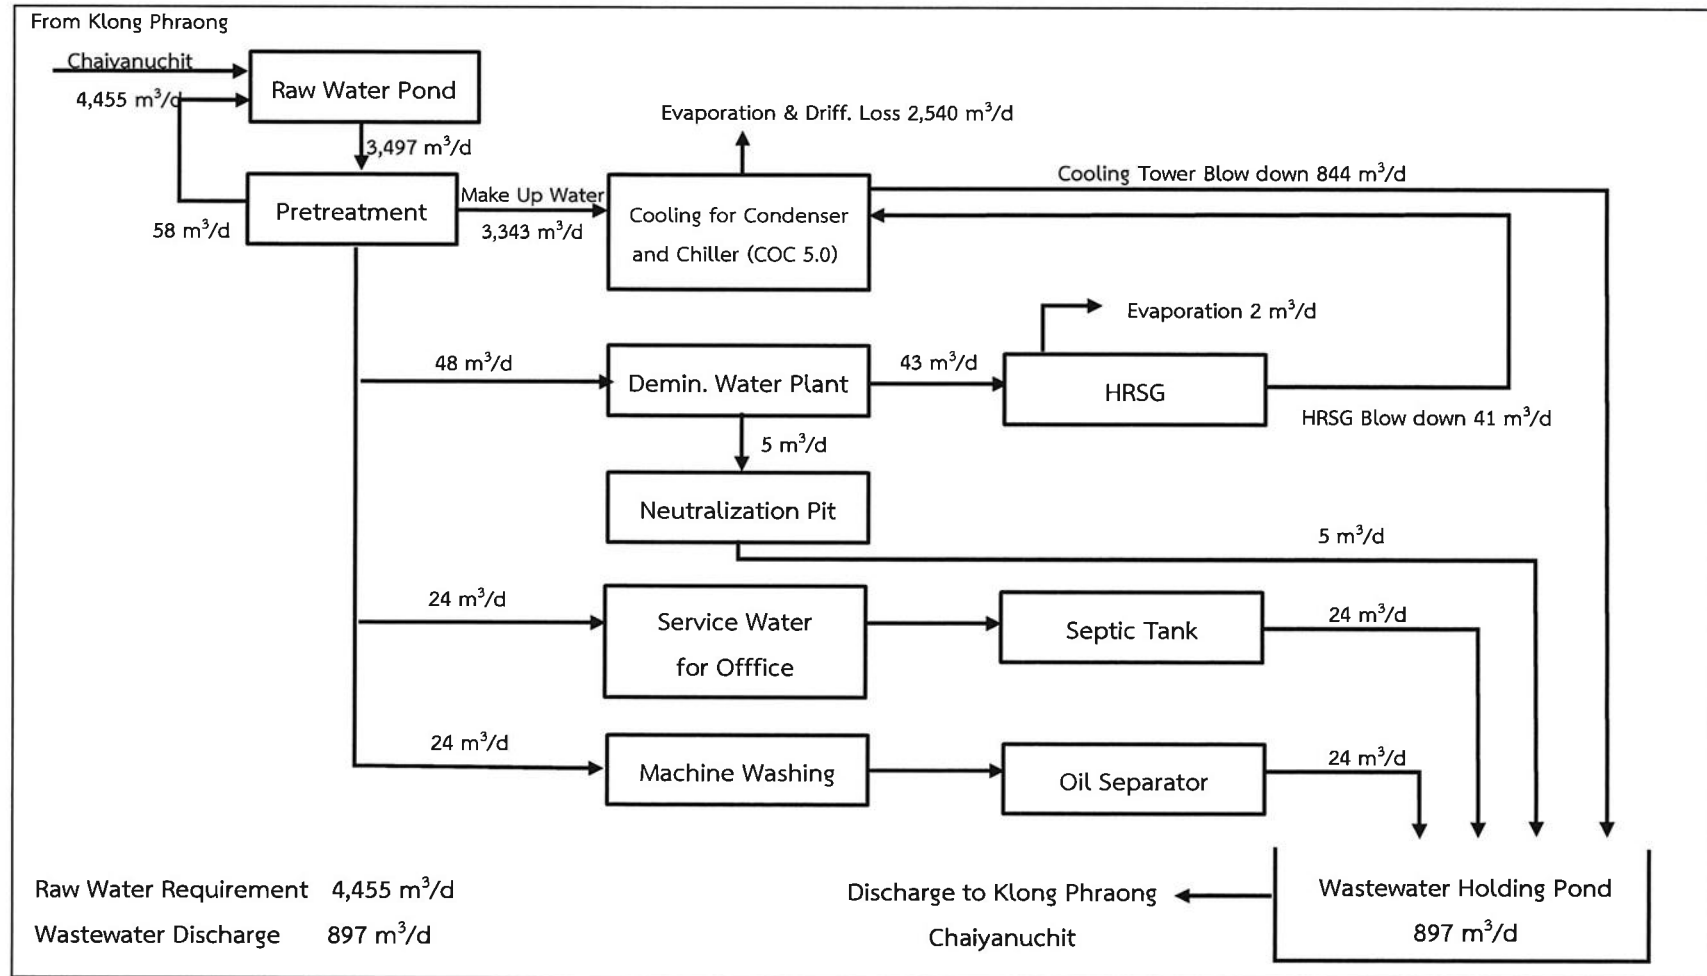 From Klong Phraong
Chaiyanuchit
4,455 m³/d
Raw Water Pond
3,497 m³/d
Evaporation & Driff. Loss 2,540 m³/d
Pretreatment
58 m³/d
Make Up Water
3,343 m³/d
Cooling for Condenser
and Chiller (COC 5.0)
Cooling Tower Blow down 844 m³/d
Evaporation 2 m³/d
48 m³/d
Demin. Water Plant
43 m³/d
HRSG
HRSG Blow down 41 m³/d
5 m³/d
Neutralization Pit
5 m³/d
24 m³/d
Service Water
for Offfice
Septic Tank
24 m³/d
24 m³/d
Machine Washing
Oil Separator
24 m³/d
Raw Water Requirement 4,455 m³/d
Wastewater Discharge 897 m³/d
Discharge to Klong Phraong
Chaiyanuchit
Wastewater Holding Pond
897 m³/d